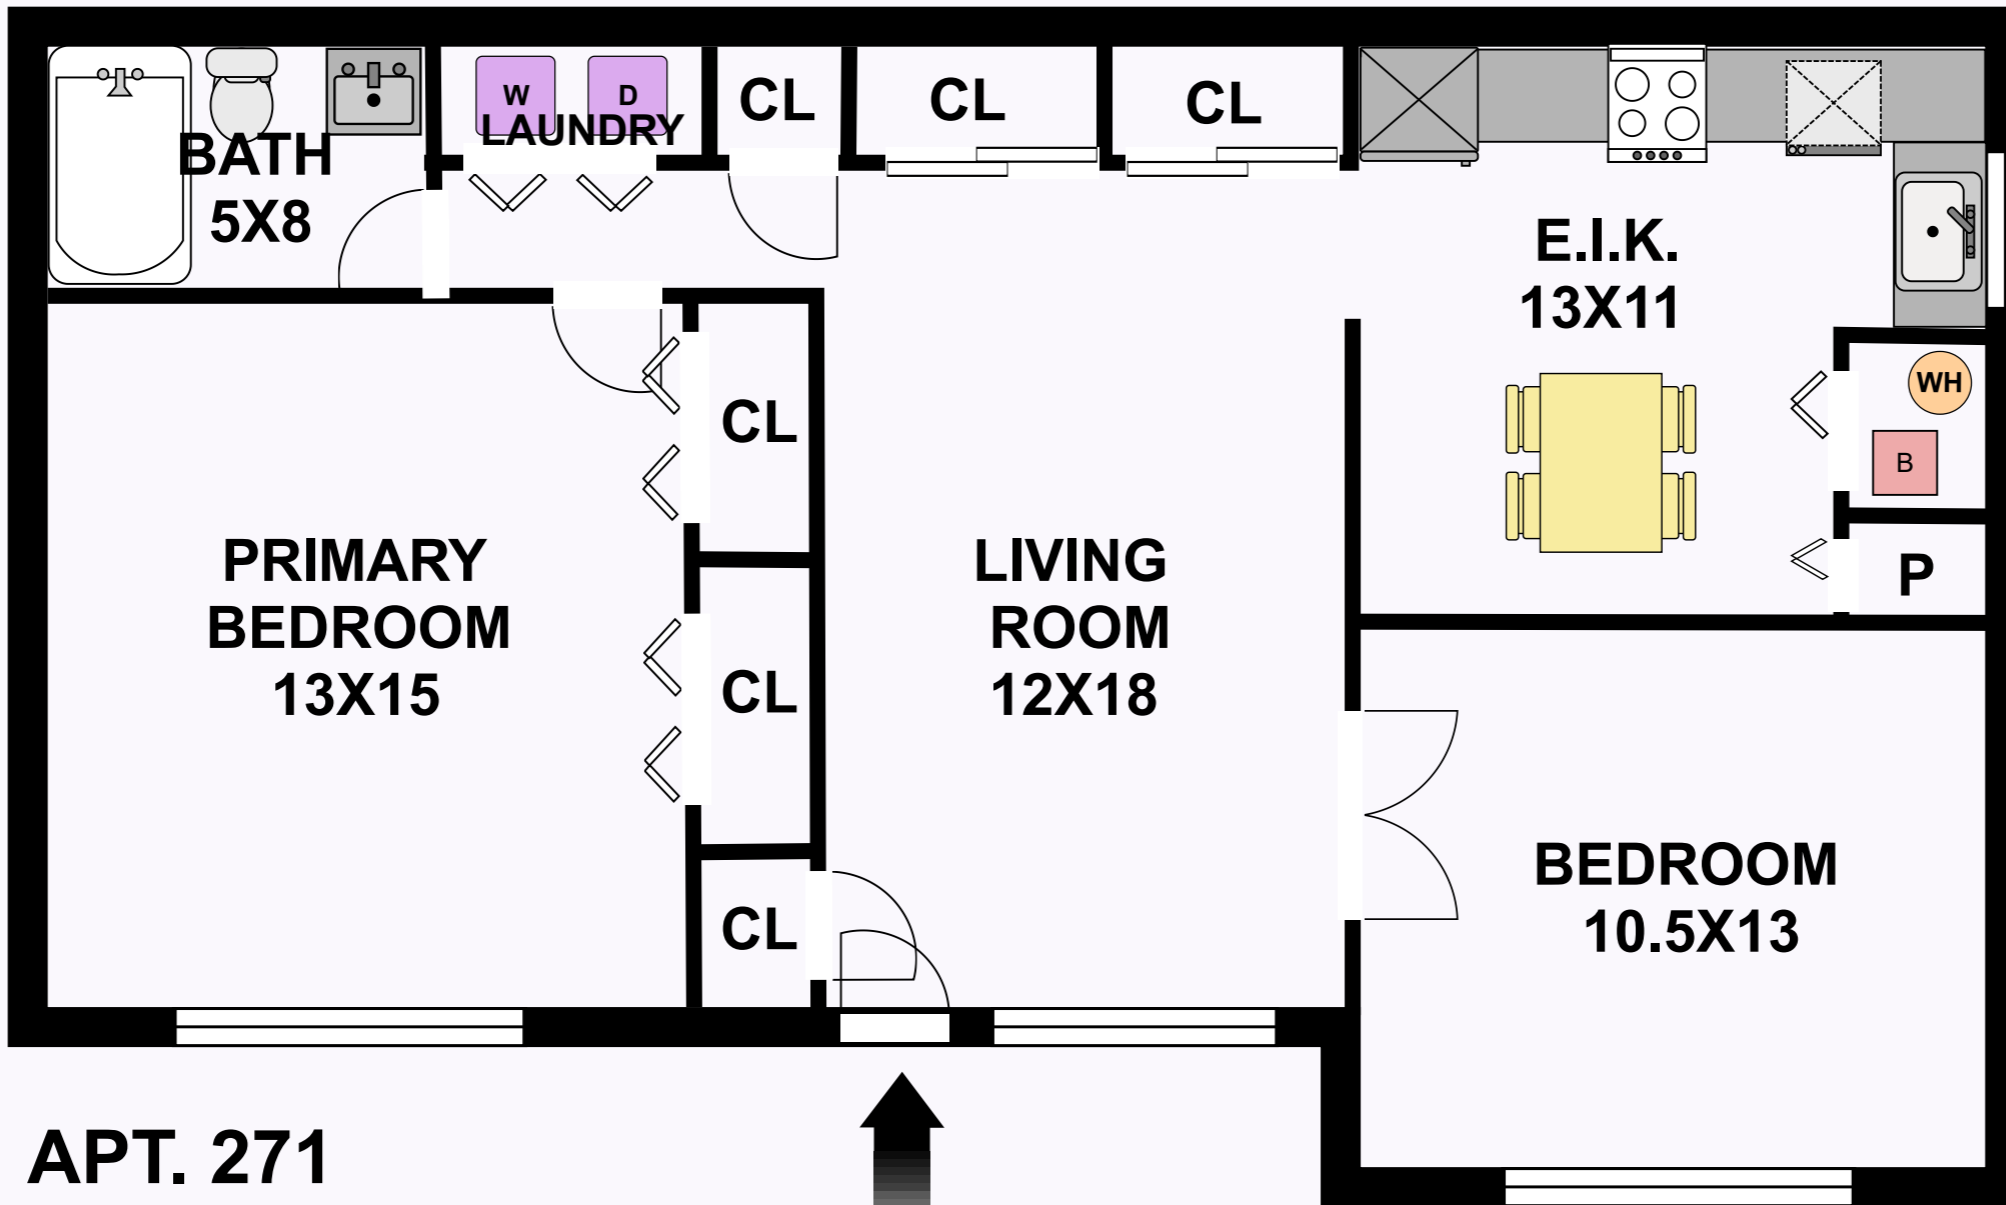 W
D
LAUNDRY
CL
CL
CL
BATH
5X8
E.I.K.
13X11
WH
B
P
CL
CL
CL
PRIMARY
BEDROOM
13X15
LIVING
ROOM
12X18
BEDROOM
10.5X13
APT. 271